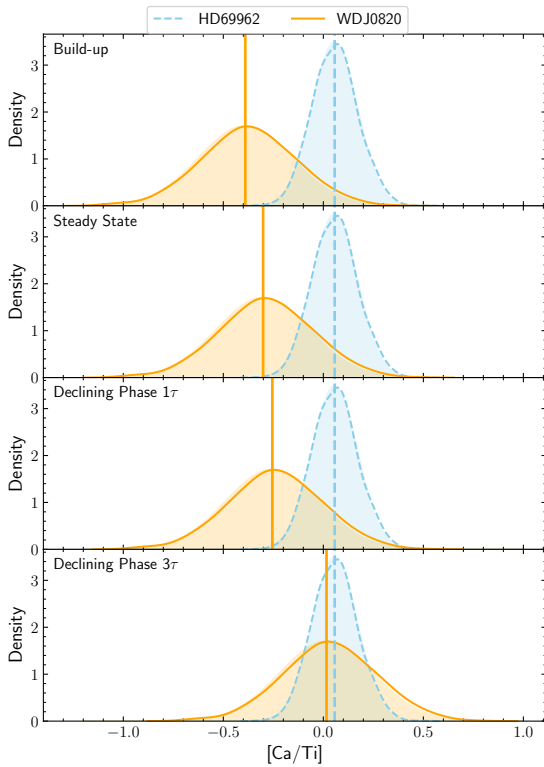 HD69962 WDJ0820
Build-up
Density
3
2
1
0
Steady State
Density
3
2
1
0
Declining Phase 1τ
Density
3
2
1
0
Declining Phase 3τ
Density
3
2
1
0
−1.0 −0.5 0.0 0.5 1.0
[Ca/Ti]